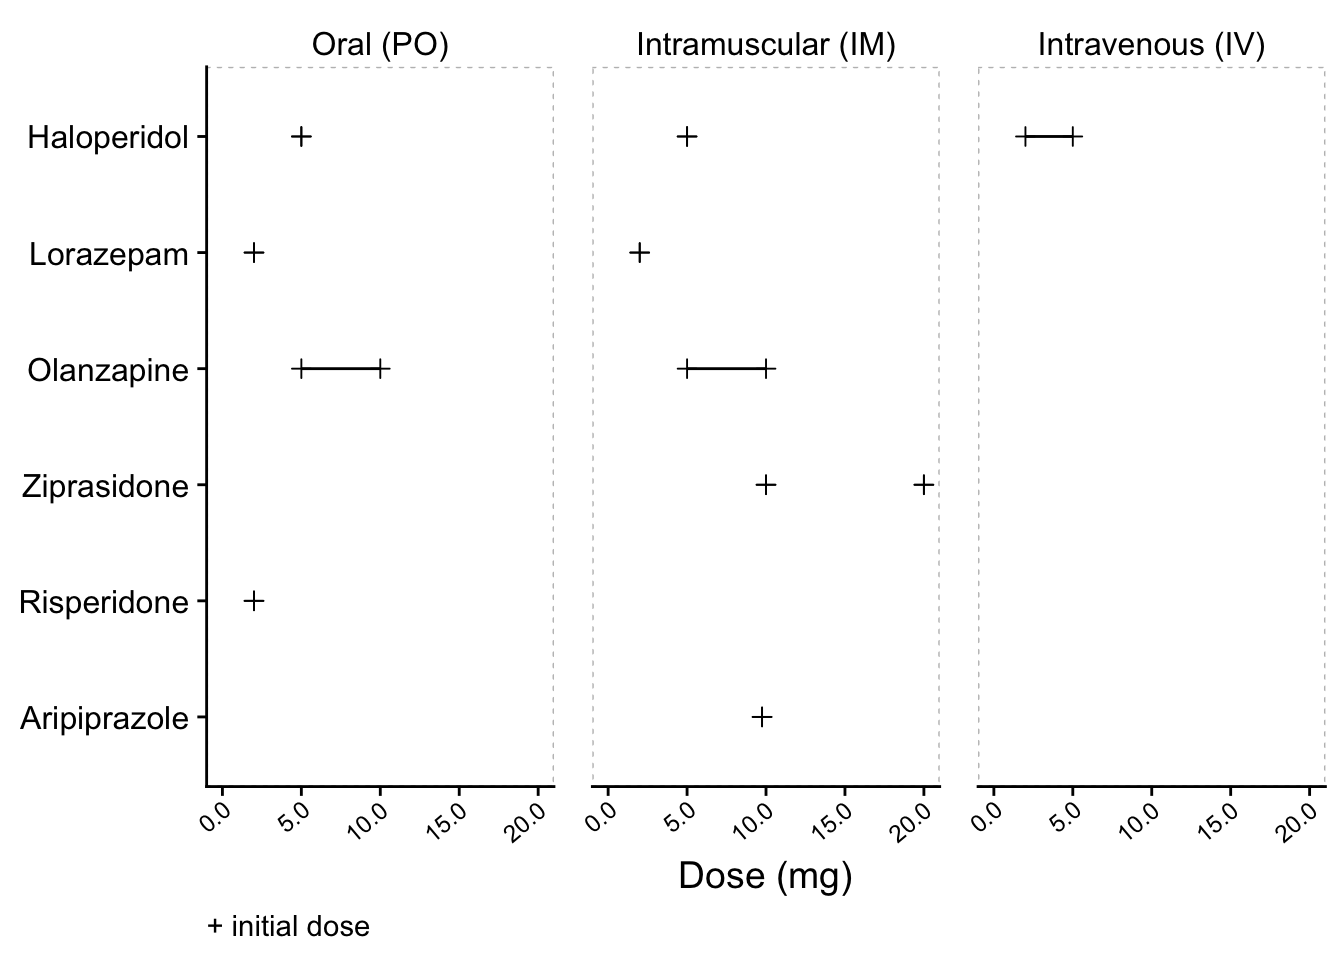 Oral (PO)
Intramuscular (IM)
Intravenous (IV)
Haloperidol
Lorazepam
Olanzapine
Ziprasidone
Risperidone
Aripiprazole
0.0 5.0 10.0 15.0 20.0
0.0 5.0 10.0 15.0 20.0
0.0 5.0 10.0 15.0 20.0
Dose (mg)
+ initial dose